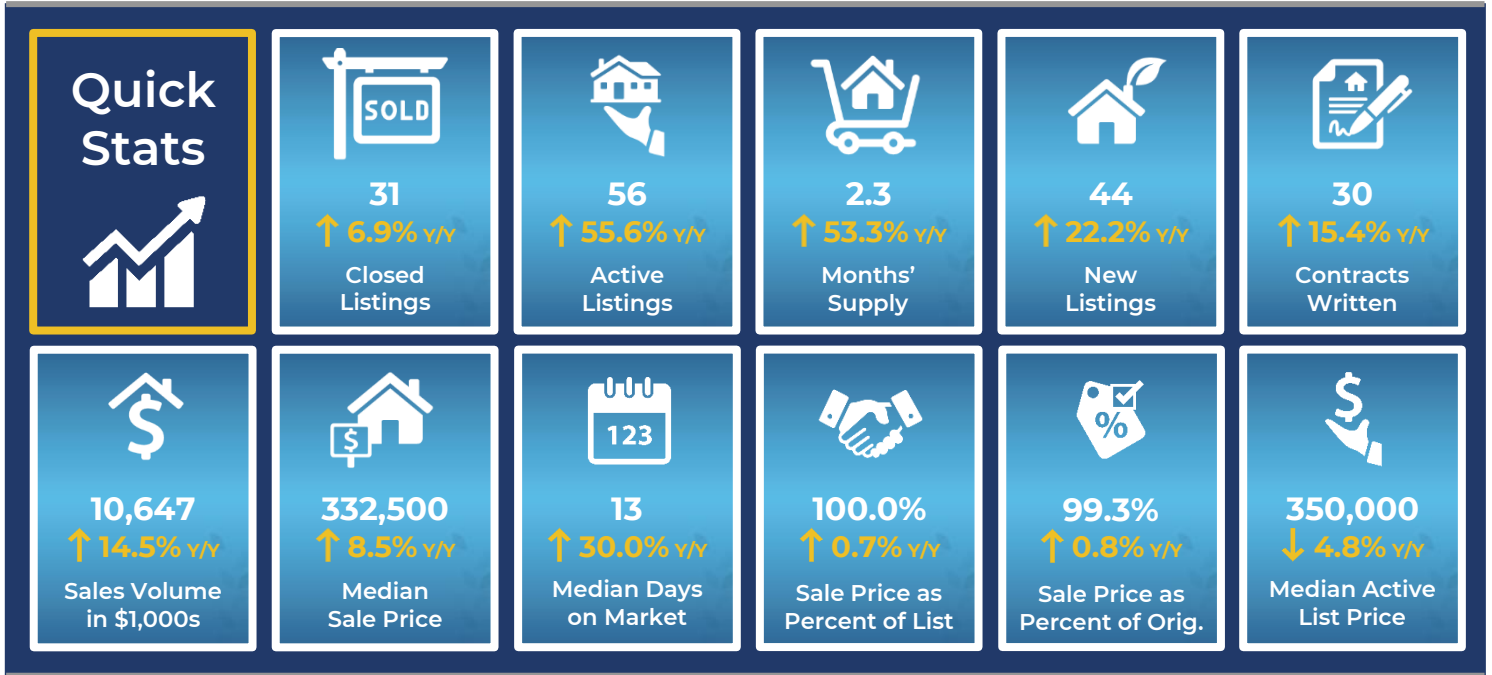 Quick
Stats
SOLD
31
↑ 6.9% Y/Y
Closed
Listings
56
↑ 55.6% Y/Y
Active
Listings
2.3
↑ 53.3% Y/Y
Months’
Supply
44
↑ 22.2% Y/Y
New
Listings
30
↑ 15.4% Y/Y
Contracts
Written
$
10,647
↑ 14.5% Y/Y
Sales Volume
in $1,000s
$
332,500
↑ 8.5% Y/Y
Median
Sale Price
123
13
↑ 30.0% Y/Y
Median Days
on Market
100.0%
↑ 0.7% Y/Y
Sale Price as
Percent of List
%
99.3%
↑ 0.8% Y/Y
Sale Price as
Percent of Orig.
$
350,000
↓ 4.8% Y/Y
Median Active
List Price